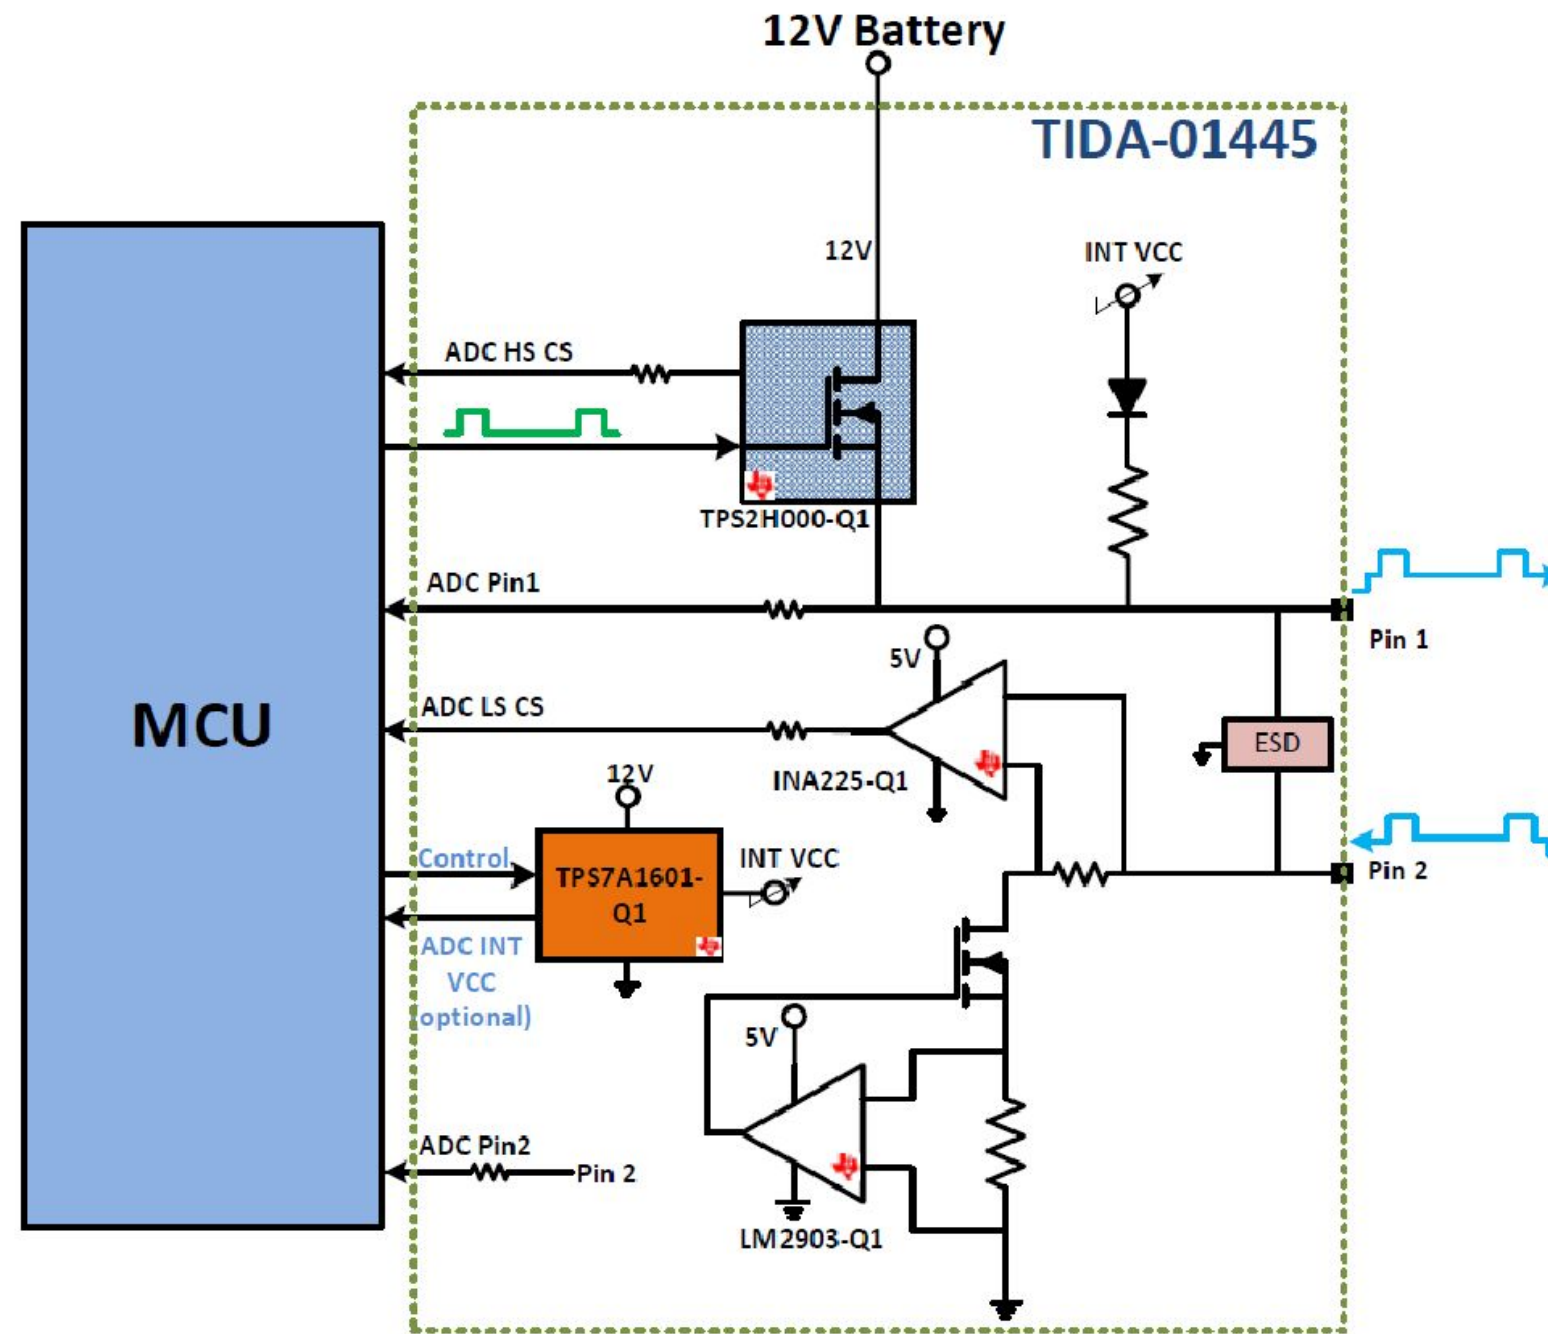 12V Battery
TIDA-01445
12V
INT VCC
ADC HS CS
TPS2H000-Q1
ADC Pin1
Pin 1
5V
ADC LS CS
MCU
INA225-Q1
ESD
12V
Control
TPS7A1601-
Q1
INT VCC
Pin 2
ADC INT
VCC
(optional)
5V
ADC Pin2
Pin 2
LM2903-Q1